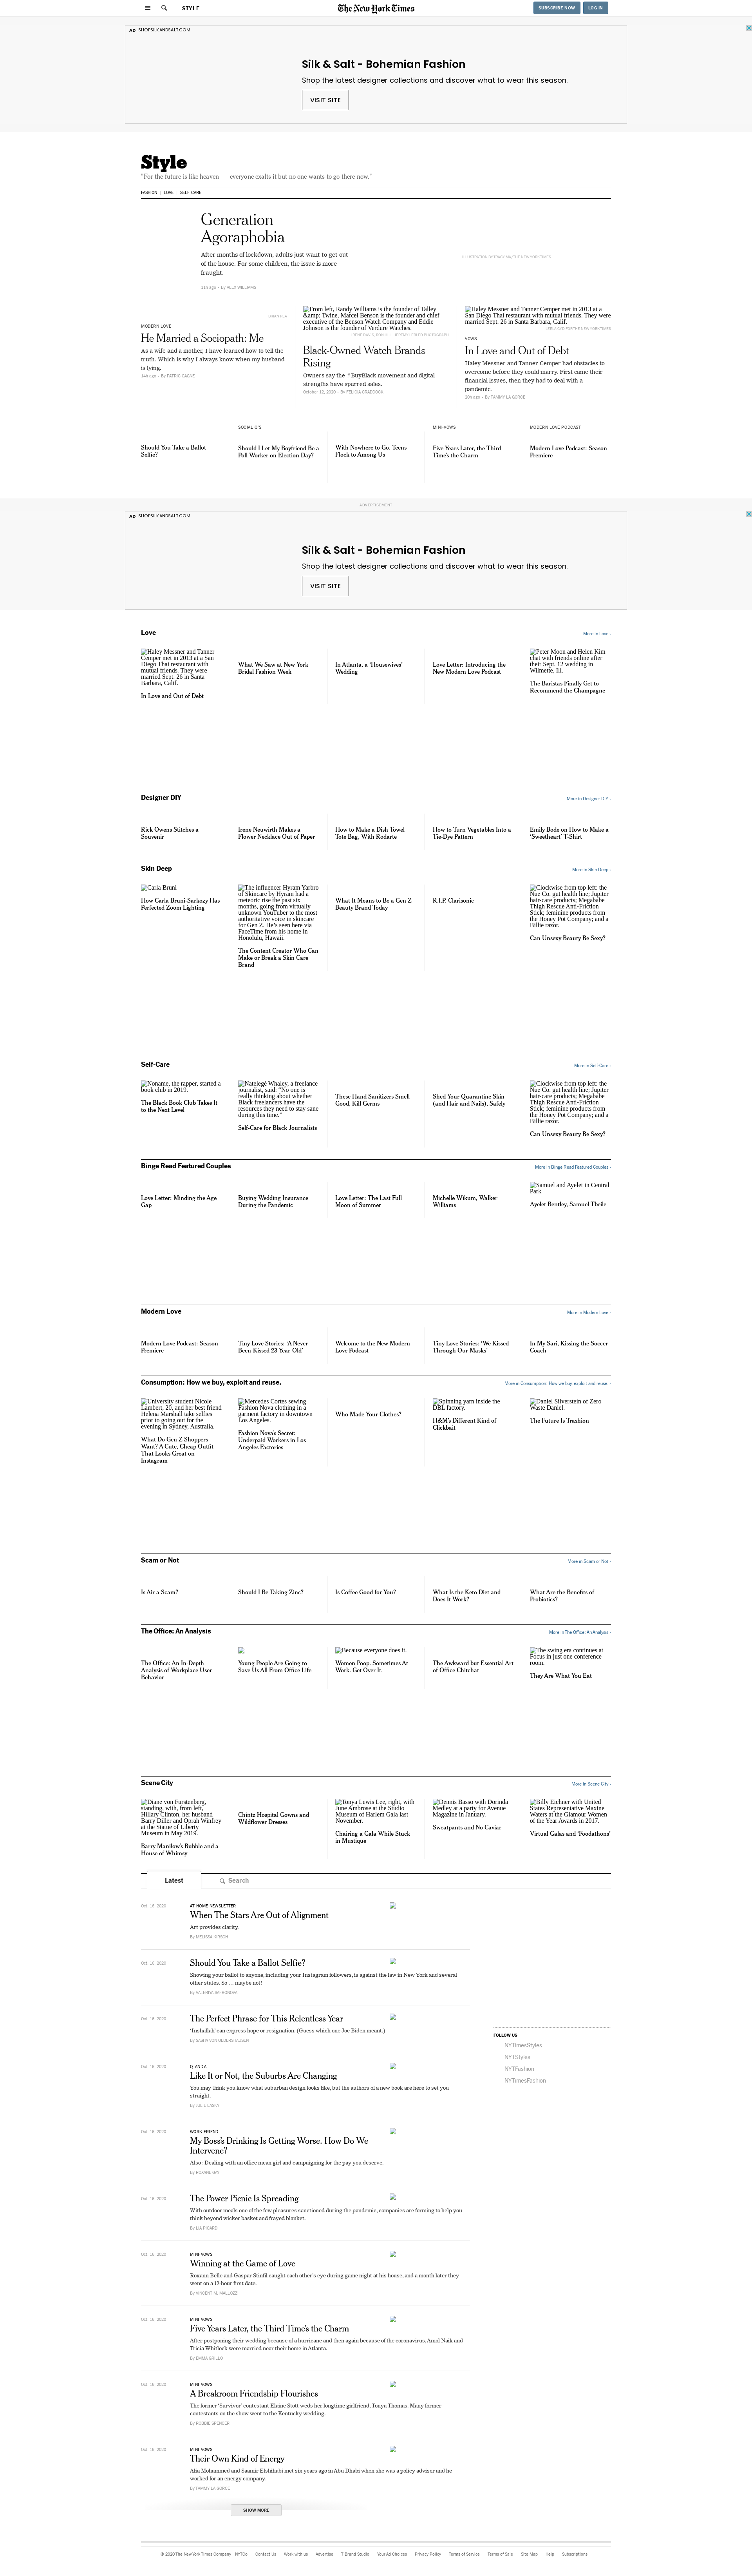 STYLE
The New York Times
SUBSCRIBE NOW
LOG IN
AD SHOPSILKANDSALT.COM
Silk & Salt - Bohemian Fashion
Shop the latest designer collections and discover what to wear this season.
VISIT SITE
Style
"For the future is like heaven — everyone exalts it but no one wants to go there now."
FASHION
LOVE
SELF-CARE
Generation
Agoraphobia
After months of lockdown, adults just want to get out
of the house. For some children, the issue is more
fraught.
11h ago · By ALEX WILLIAMS
ILLUSTRATION BY TRACY MA/THE NEW YORK TIMES
BRIAN REA
MODERN LOVE
He Married a Sociopath: Me
As a wife and a mother, I have learned how to tell the
truth. Which is why I always know when my husband
is lying.
14h ago · By PATRIC GAGNE
From left, Randy Williams is the founder of Talley
&amp; Twine, Marcel Benson is the founder and chief
executive of the Benson Watch Company and Eddie
Johnson is the founder of Verdure Watches.
Black-Owned Watch Brands
Rising
Owners say the #BuyBlack movement and digital
strengths have spurred sales.
October 12, 2020 · By FELICIA CRADDOCK
Haley Messner and Tanner Cemper met in 2013 at a
San Diego Thai restaurant with mutual friends. They were
married Sept. 26 in Santa Barbara, Calif.
VOWS
In Love and Out of Debt
Haley Messner and Tanner Cemper had obstacles to
overcome before they could marry. First came their
financial issues, then they had to deal with a
pandemic.
20h ago · By TAMMY LA GORCE
Should You Take a Ballot
Selfie?
SOCIAL Q'S
Should I Let My Boyfriend Be a
Poll Worker on Election Day?
With Nowhere to Go, Teens
Flock to Among Us
MINI-VOWS
Five Years Later, the Third
Time's the Charm
MODERN LOVE PODCAST
Modern Love Podcast: Season
Premiere
ADVERTISEMENT
AD SHOPSILKANDSALT.COM
Silk & Salt - Bohemian Fashion
Shop the latest designer collections and discover what to wear this season.
VISIT SITE
Love
More in Love ›
Haley Messner and Tanner
Cemper met in 2013 at a San
Diego Thai restaurant with
mutual friends. They were
married Sept. 26 in Santa
Barbara, Calif.
In Love and Out of Debt
What We Saw at New York
Bridal Fashion Week
In Atlanta, a 'Housewives'
Wedding
Love Letter: Introducing the
New Modern Love Podcast
Peter Moon and Helen Kim
chat with friends online after
their Sept. 12 wedding in
Wilmette, Ill.
The Baristas Finally Get to
Recommend the Champagne
Designer DIY
More in Designer DIY ›
Rick Owens Stitches a
Souvenir
Irene Neuwirth Makes a
Flower Necklace Out of Paper
How to Make a Dish Towel
Tote Bag, With Rodarte
How to Turn Vegetables Into a
Tie-Dye Pattern
Emily Bode on How to Make a
'Sweetheart' T-Shirt
Skin Deep
More in Skin Deep ›
Carla Bruni
How Carla Bruni-Sarkozy Has
Perfected Zoom Lighting
The influencer Hyram Yarbro
of Skincare by Hyram had a
meteoric rise the past six
months, going from virtually
unknown YouTuber to the most
authoritative voice in skincare
for Gen Z. He's seen here via
FaceTime from his home in
Honolulu, Hawaii.
The Content Creator Who Can
Make or Break a Skin Care
Brand
What It Means to Be a Gen Z
Beauty Brand Today
R.I.P. Clarisonic
Clockwise from top left: the
Nue Co. gut health line; Jupiter
hair-care products; Megababe
Thigh Rescue Anti-Friction
Stick; feminine products from
the Honey Pot Company; and a
Billie razor.
Can Unsexy Beauty Be Sexy?
Self-Care
More in Self-Care ›
Noname, the rapper, started a
book club in 2019.
The Black Book Club Takes It
to the Next Level
Natelegé Whaley, a freelance
journalist, said: "No one is
really thinking about whether
Black freelancers have the
resources they need to stay sane
during this time."
Self-Care for Black Journalists
These Hand Sanitizers Smell
Good, Kill Germs
Shed Your Quarantine Skin
(and Hair and Nails), Safely
Clockwise from top left: the
Nue Co. gut health line; Jupiter
hair-care products; Megababe
Thigh Rescue Anti-Friction
Stick; feminine products from
the Honey Pot Company; and a
Billie razor.
Can Unsexy Beauty Be Sexy?
Binge Read Featured Couples
More in Binge Read Featured Couples ›
Love Letter: Minding the Age
Gap
Buying Wedding Insurance
During the Pandemic
Love Letter: The Last Full
Moon of Summer
Michelle Wikum, Walker
Williams
Samuel and Ayelet in Central
Park
Ayelet Bentley, Samuel Tbeile
Modern Love
More in Modern Love ›
Modern Love Podcast: Season
Premiere
Tiny Love Stories: 'A Never-
Been-Kissed 23-Year-Old'
Welcome to the New Modern
Love Podcast
Tiny Love Stories: 'We Kissed
Through Our Masks'
In My Sari, Kissing the Soccer
Coach
Consumption: How we buy, exploit and reuse.
More in Consumption: How we buy, exploit and reuse. ›
University student Nicole
Lambert, 20, and her best friend
Helena Marshall take selfies
prior to going out for the
evening in Sydney, Australia.
What Do Gen Z Shoppers
Want? A Cute, Cheap Outfit
That Looks Great on
Instagram
Mercedes Cortes sewing
Fashion Nova clothing in a
garment factory in downtown
Los Angeles.
Fashion Nova's Secret:
Underpaid Workers in Los
Angeles Factories
Who Made Your Clothes?
Spinning yarn inside the
DBL factory.
H&M's Different Kind of
Clickbait
Daniel Silverstein of Zero
Waste Daniel.
The Future Is Trashion
Scam or Not
More in Scam or Not ›
Is Air a Scam?
Should I Be Taking Zinc?
Is Coffee Good for You?
What Is the Keto Diet and
Does It Work?
What Are the Benefits of
Probiotics?
The Office: An Analysis
More in The Office: An Analysis ›
The Office: An In-Depth
Analysis of Workplace User
Behavior
Young People Are Going to
Save Us All From Office Life
Because everyone does it.
Women Poop. Sometimes At
Work. Get Over It.
The Awkward but Essential Art
of Office Chitchat
The swing era continues at
Focus in just one conference
room.
They Are What You Eat
Scene City
More in Scene City ›
Diane von Furstenberg,
standing, with, from left,
Hillary Clinton, her husband
Barry Diller and Oprah Winfrey
at the Statue of Liberty
Museum in May 2019.
Barry Manilow's Bubble and a
House of Whimsy
Chintz Hospital Gowns and
Wildflower Dresses
Tonya Lewis Lee, right, with
June Ambrose at the Studio
Museum of Harlem Gala last
November.
Chairing a Gala While Stuck
in Mustique
Dennis Basso with Dorinda
Medley at a party for Avenue
Magazine in January.
Sweatpants and No Caviar
Billy Eichner with United
States Representative Maxine
Waters at the Glamour Women
of the Year Awards in 2017.
Virtual Galas and 'Foodathons'
Latest
Search
Oct. 18, 2020
AT HOME NEWSLETTER
When The Stars Are Out of Alignment
Art provides clarity.
By MELISSA KIRSCH
Oct. 16, 2020
Should You Take a Ballot Selfie?
Showing your ballot to anyone, including your Instagram followers, is against the law in New York and several
other states. So ... maybe not!
By VALERIYA SAFRONOVA
Oct. 16, 2020
The Perfect Phrase for This Relentless Year
'Inshallah' can express hope or resignation. (Guess which one Joe Biden meant.)
By SASHA VON OLDERSHAUSEN
Oct. 16, 2020
Q. AND A.
Like It or Not, the Suburbs Are Changing
You may think you know what suburban design looks like, but the authors of a new book are here to set you
straight.
By JULIE LASKY
Oct. 16, 2020
WORK FRIEND
My Boss's Drinking Is Getting Worse. How Do We
Intervene?
Also: Dealing with an office mean girl and campaigning for the pay you deserve.
By ROXANE GAY
Oct. 16, 2020
The Power Picnic Is Spreading
With outdoor meals one of the few pleasures sanctioned during the pandemic, companies are forming to help you
think beyond wicker basket and frayed blanket.
By LIA PICARD
Oct. 16, 2020
MINI-VOWS
Winning at the Game of Love
Roxann Belle and Gaspar Stinfil caught each other's eye during game night at his house, and a month later they
went on a 12-hour first date.
By VINCENT M. MALLOZZI
Oct. 16, 2020
MINI-VOWS
Five Years Later, the Third Time's the Charm
After postponing their wedding because of a hurricane and then again because of the coronavirus, Amol Naik and
Tricia Whitlock were married near their home in Atlanta.
By EMMA GRILLO
Oct. 16, 2020
MINI-VOWS
A Breakroom Friendship Flourishes
The former 'Survivor' contestant Elaine Stott weds her longtime girlfriend, Tonya Thomas. Many former
contestants on the show went to the Kentucky wedding.
By ROBBIE SPENCER
Oct. 16, 2020
MINI-VOWS
Their Own Kind of Energy
Alia Mohammed and Saamir Elshihabi met six years ago in Abu Dhabi when she was a policy adviser and he
worked for an energy company.
By TAMMY LA GORCE
SHOW MORE
FOLLOW US
NYTimesStyles
NYTStyles
NYTFashion
NYTimesFashion
© 2020 The New York Times Company
NYTCo
Contact Us
Work with us
Advertise
T Brand Studio
Your Ad Choices
Privacy Policy
Terms of Service
Terms of Sale
Site Map
Help
Subscriptions